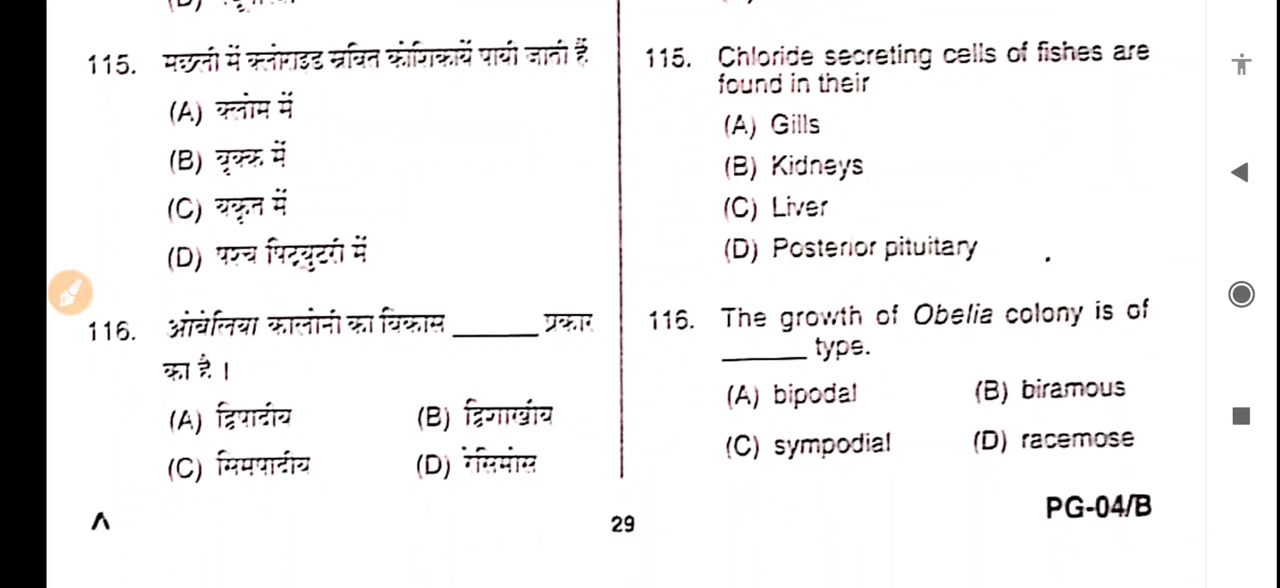 115. मछली में क्लोराइड स्रवित कोशिकायें पायी जाती हैं
(A) क्लोम में
(B) वृक्क में
(C) यकृत में
(D) पश्च पिट्युटरी में
116. ओबेलिया कालोनी का विकास ______ प्रकार
का है ।
(A) द्विपादीय (B) द्विशाखीय
(C) सिमपादीय (D) रेसिमोस
115. Chloride secreting cells of fishes are
found in their
(A) Gills
(B) Kidneys
(C) Liver
(D) Posterior pituitary
116. The growth of Obelia colony is of
______ type.
(A) bipodal (B) biramous
(C) sympodial (D) racemose
A 29 PG-04/B